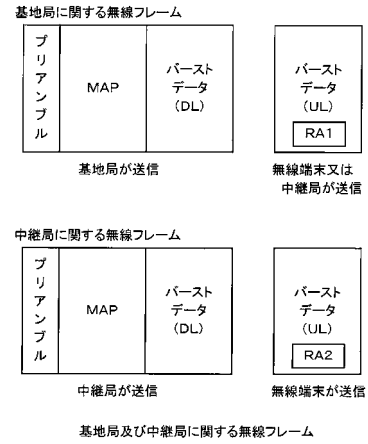 基地局に関する無線フレーム
プリアンブル
MAP
バースト
データ
(DL)
バースト
データ
(UL)
RA1
基地局が送信
無線端末又は
中継局が送信
中継局に関する無線フレーム
プリアンブル
MAP
バースト
データ
(DL)
バースト
データ
(UL)
RA2
中継局が送信
無線端末が送信
基地局及び中継局に関する無線フレーム